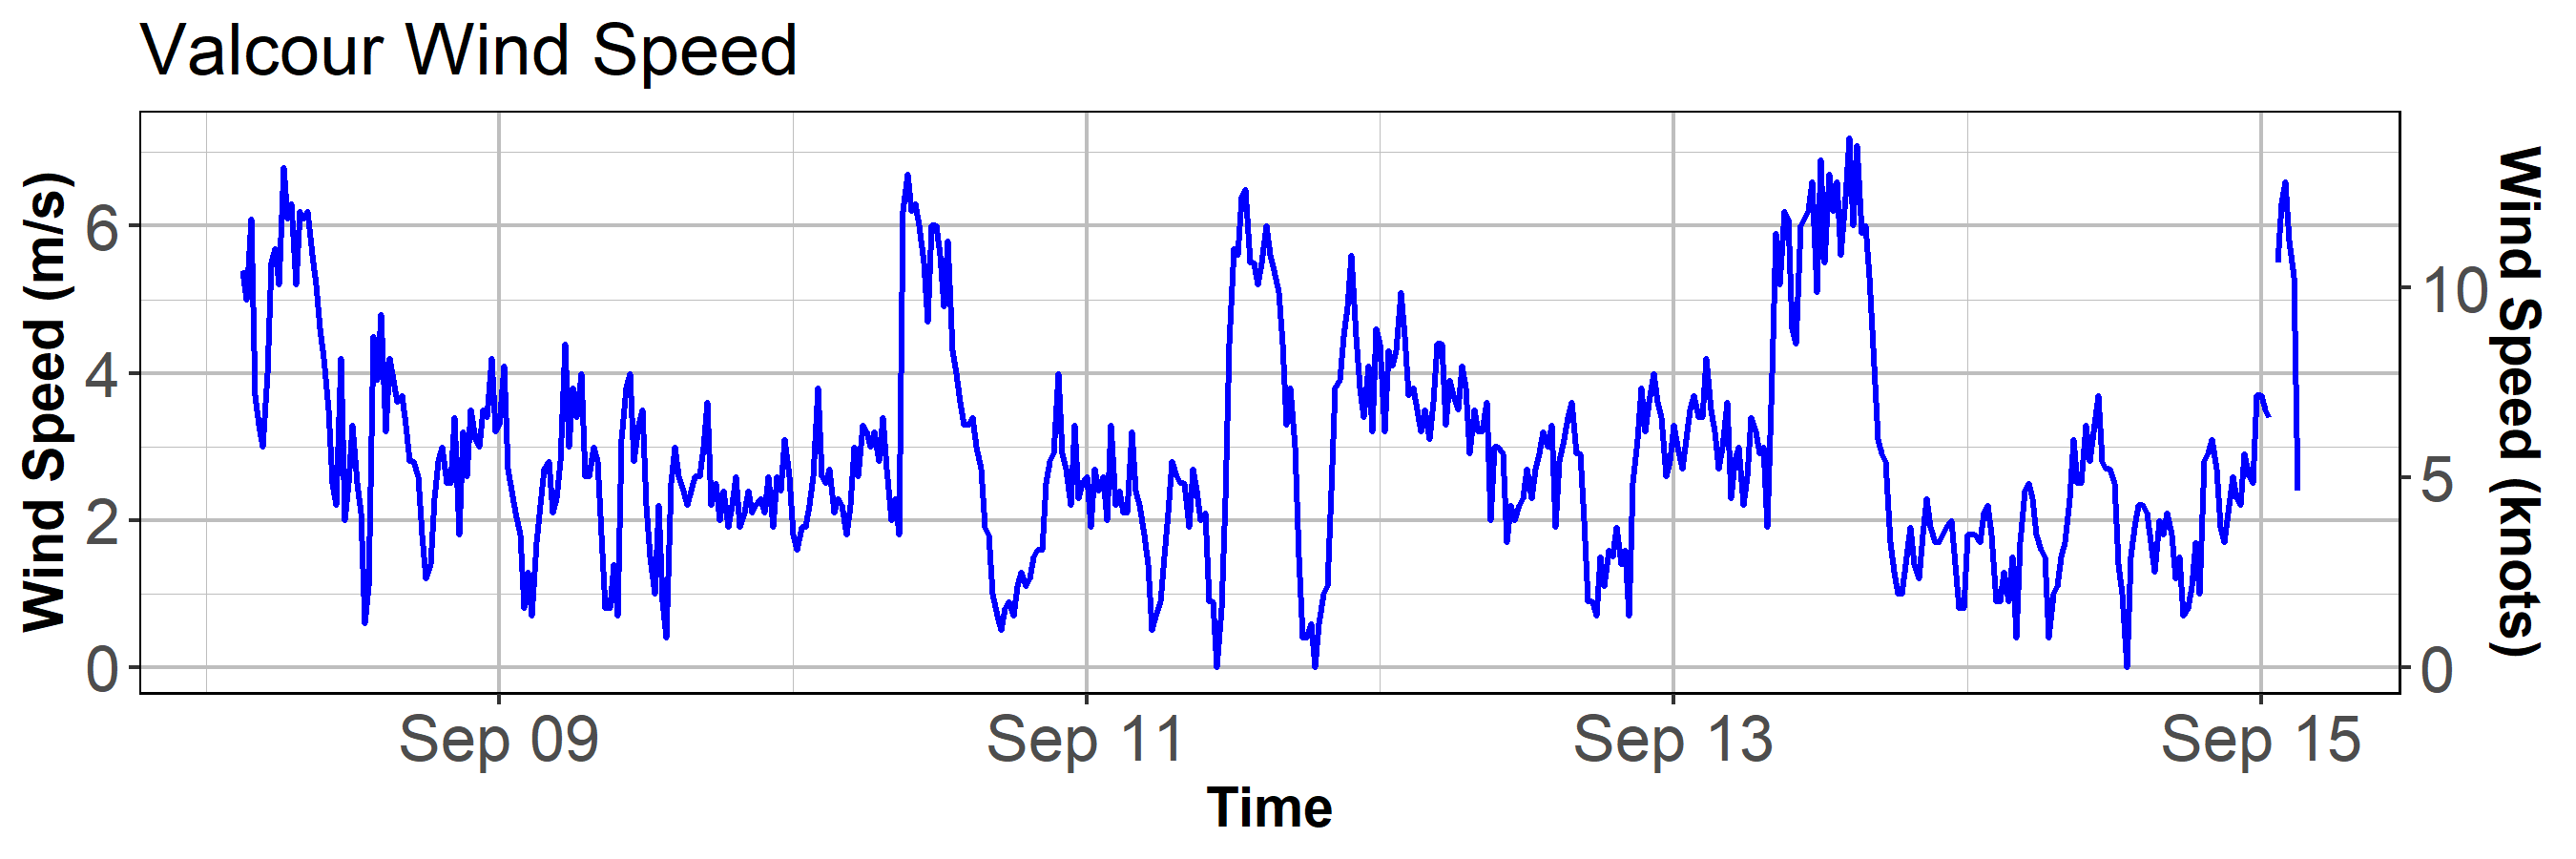 Valcour Wind Speed
Wind Speed (m/s)
6
4
2
0
10
5
0
Wind Speed (knots)
Sep 09
Sep 11
Sep 13
Sep 15
Time